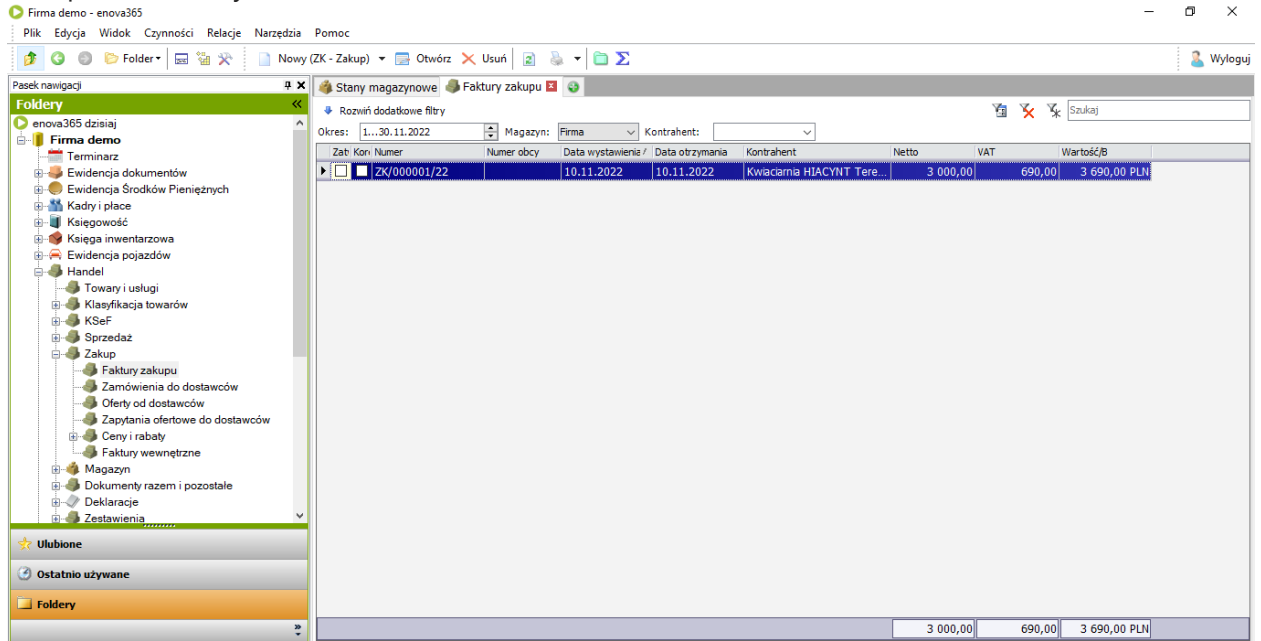 Firma demo - enova365
Plik Edycja Widok Czynności Relacje Narzędzia Pomoc
Folder Nowy (ZK - Zakup) Otwórz Usuń Σ Wyloguj
Pasek nawigacji
Foldery
enova365 dzisiaj
Firma demo
Terminarz
Ewidencja dokumentów
Ewidencja Środków Pieniężnych
Kadry i płace
Księgowość
Księga inwentarzowa
Ewidencja pojazdów
Handel
Towary i usługi
Klasyfikacja towarów
KSeF
Sprzedaż
Zakup
Faktury zakupu
Zamówienia do dostawców
Oferty od dostawców
Zapytania ofertowe do dostawców
Ceny i rabaty
Faktury wewnętrzne
Magazyn
Dokumenty razem i pozostałe
Deklaracje
Zestawienia
Ulubione
Ostatnio używane
Foldery
Stany magazynowe Faktury zakupu
Rozwiń dodatkowe filtry Szukaj
Okres: 1...30.11.2022 Magazyn: Firma Kontrahent:
Zatw Kore Numer Numer obcy Data wystawienia / Data otrzymania Kontrahent Netto VAT Wartość/B
ZK/000001/22 10.11.2022 10.11.2022 Kwiaciarnia HIACYNT Tere... 3 000,00 690,00 3 690,00 PLN
3 000,00 690,00 3 690,00 PLN